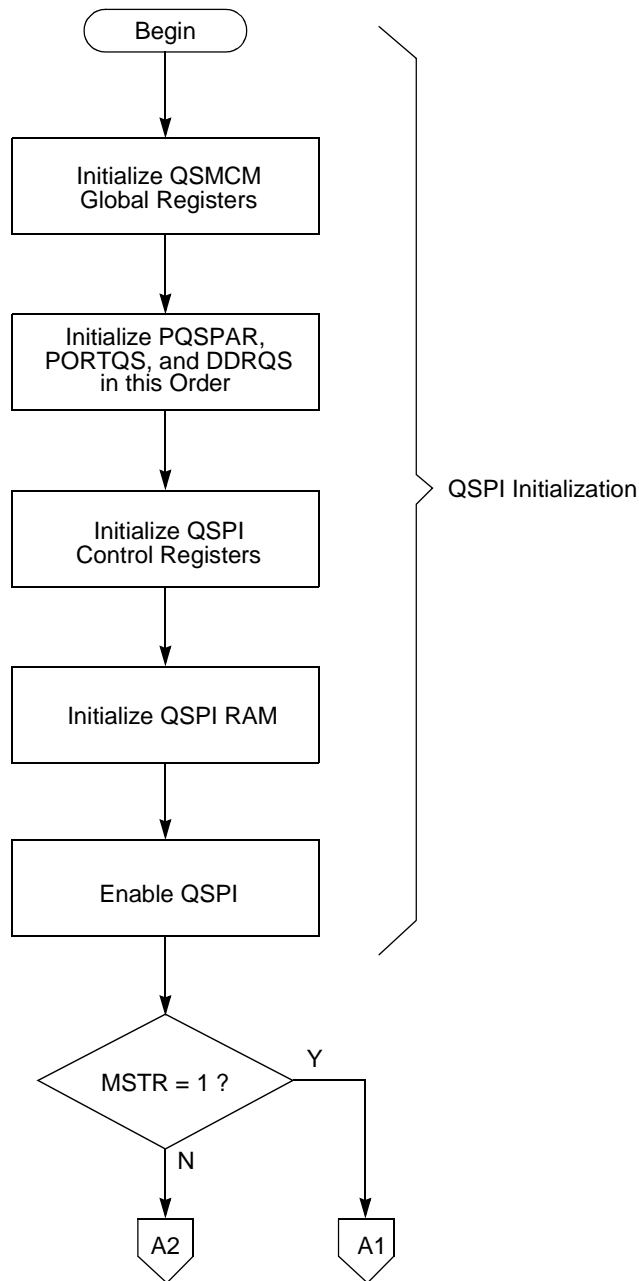 Begin
Initialize QSMCM
Global Registers
Initialize PQSPAR,
PORTQS, and DDRQS
in this Order
QSPI Initialization
Initialize QSPI
Control Registers
Initialize QSPI RAM
Enable QSPI
MSTR = 1 ?
Y
N
A2
A1